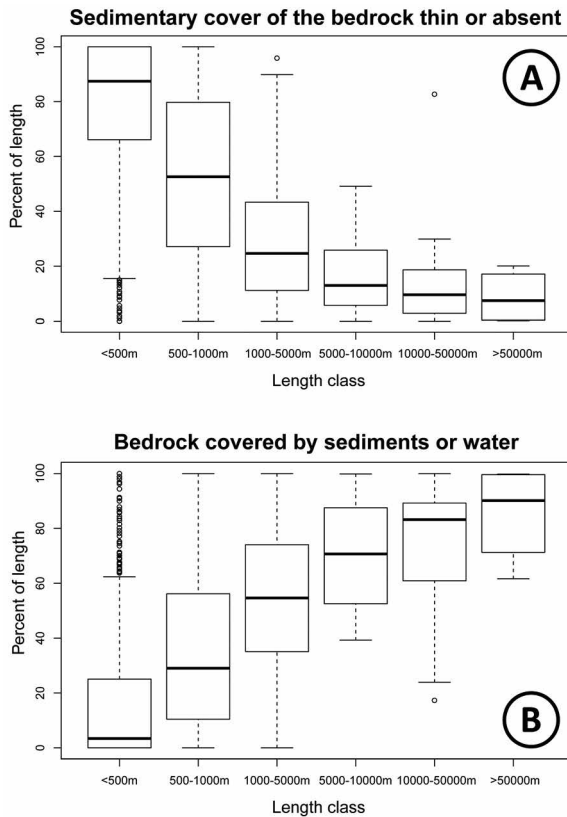 Sedimentary cover of the bedrock thin or absent
A
Percent of length
100
80
60
40
20
0
<500m 500-1000m 1000-5000m 5000-10000m 10000-50000m >50000m
Length class
Bedrock covered by sediments or water
B
Percent of length
100
80
60
40
20
0
<500m 500-1000m 1000-5000m 5000-10000m 10000-50000m >50000m
Length class